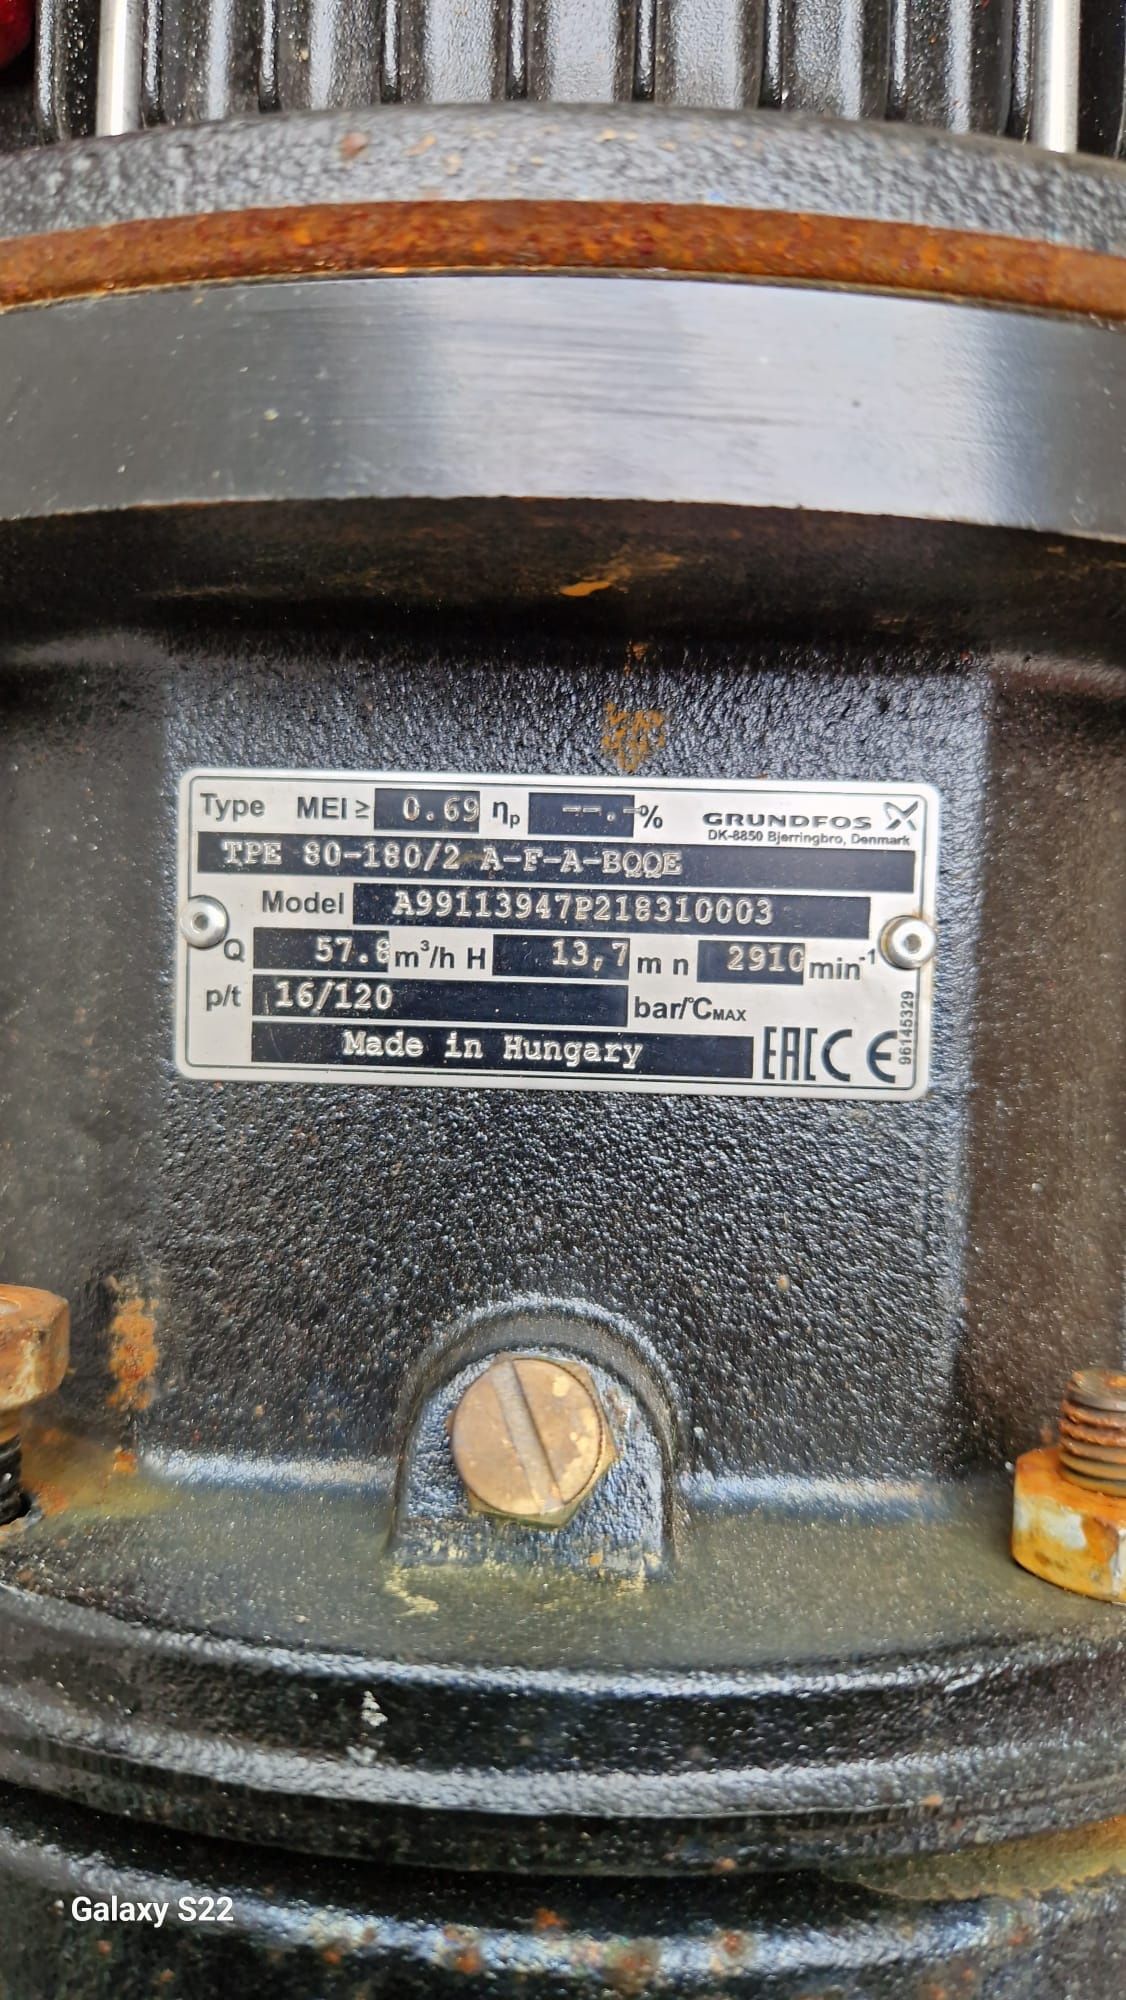 Type MEI ≥ 0.69 ηp --.-% GRUNDFOS
DK-8850 Bjerringbro, Denmark
TPE 80-180/2 A-F-A-BQQE
Model A99113947P218310003
Q 57.8 m³/h H 13,7 m n 2910 min⁻¹
p/t 16/120 bar/°CMAX
Made in Hungary EAC CE
96145329
Galaxy S22